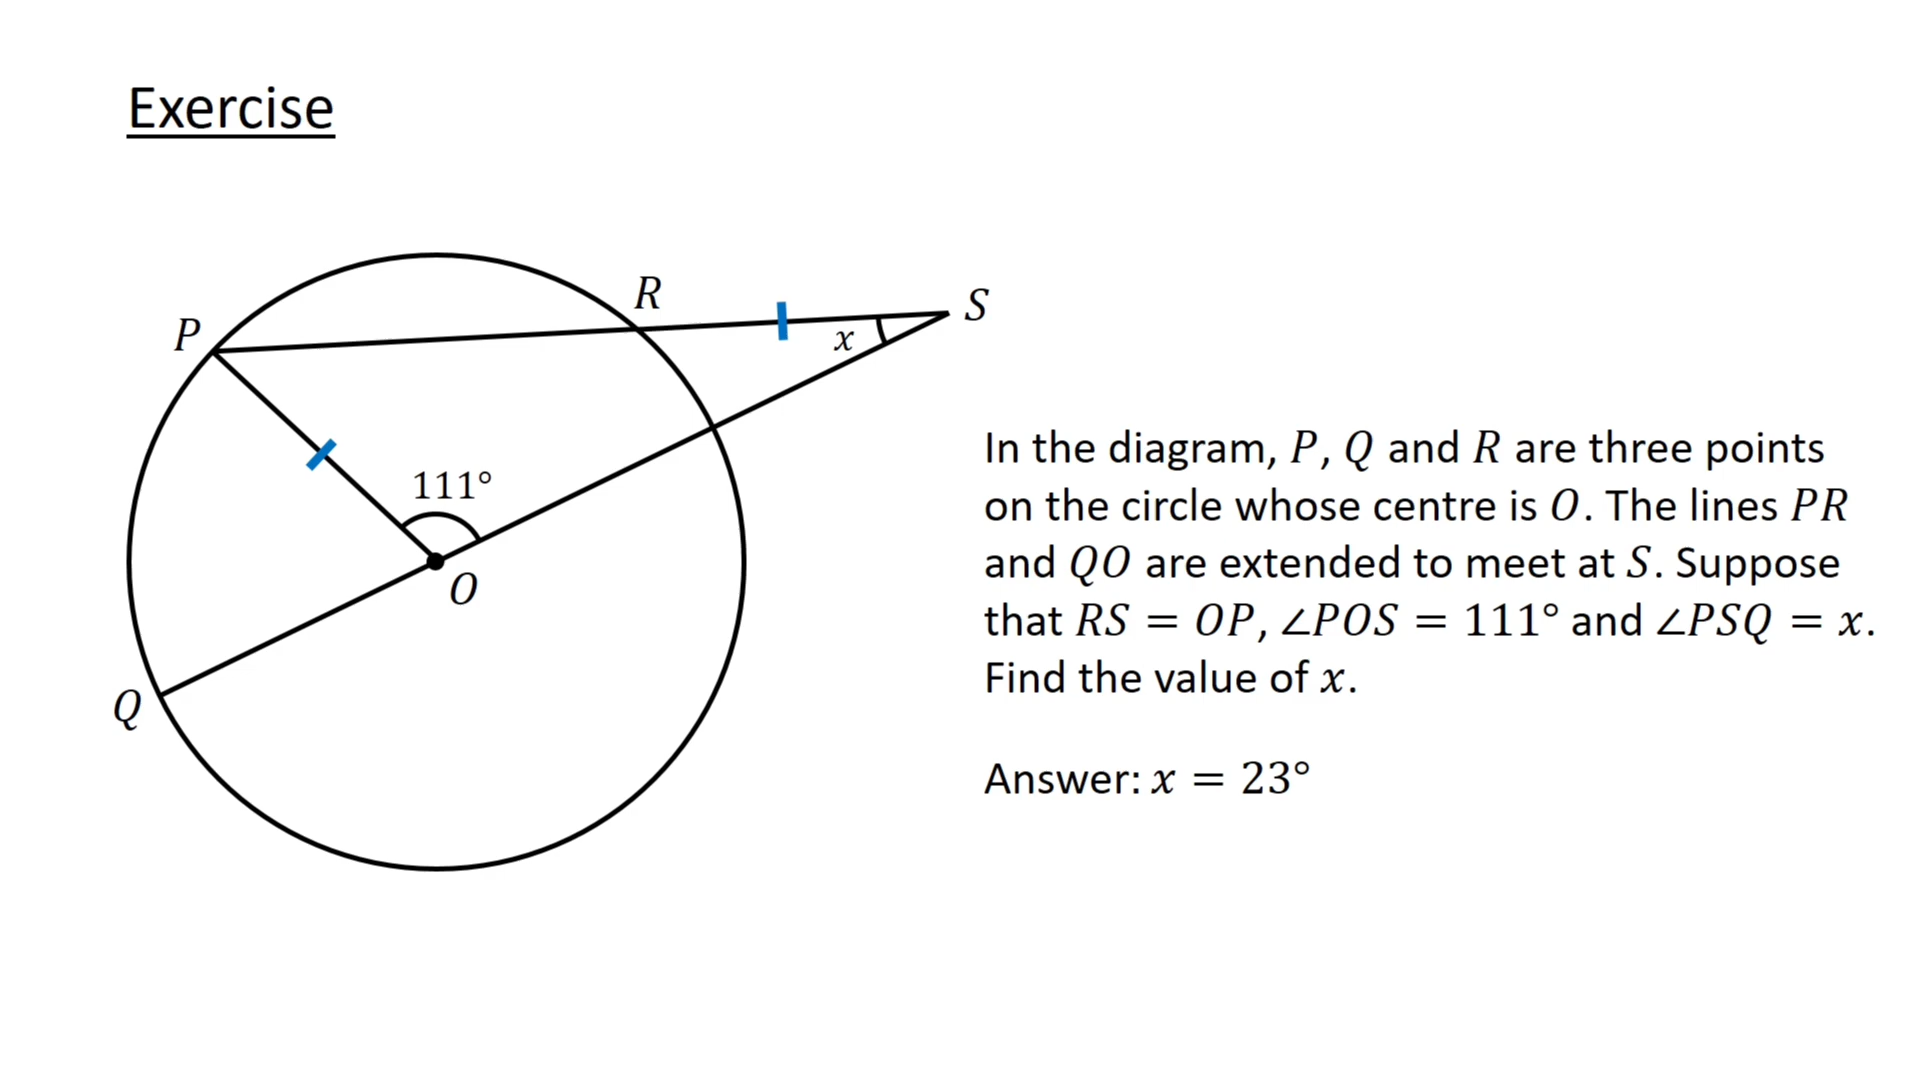 Exercise
R
S
P
x
111°
O
Q
In the diagram, P, Q and R are three points
on the circle whose centre is O. The lines PR
and QO are extended to meet at S. Suppose
that RS = OP, ∠POS = 111° and ∠PSQ = x.
Find the value of x.
Answer: x = 23°